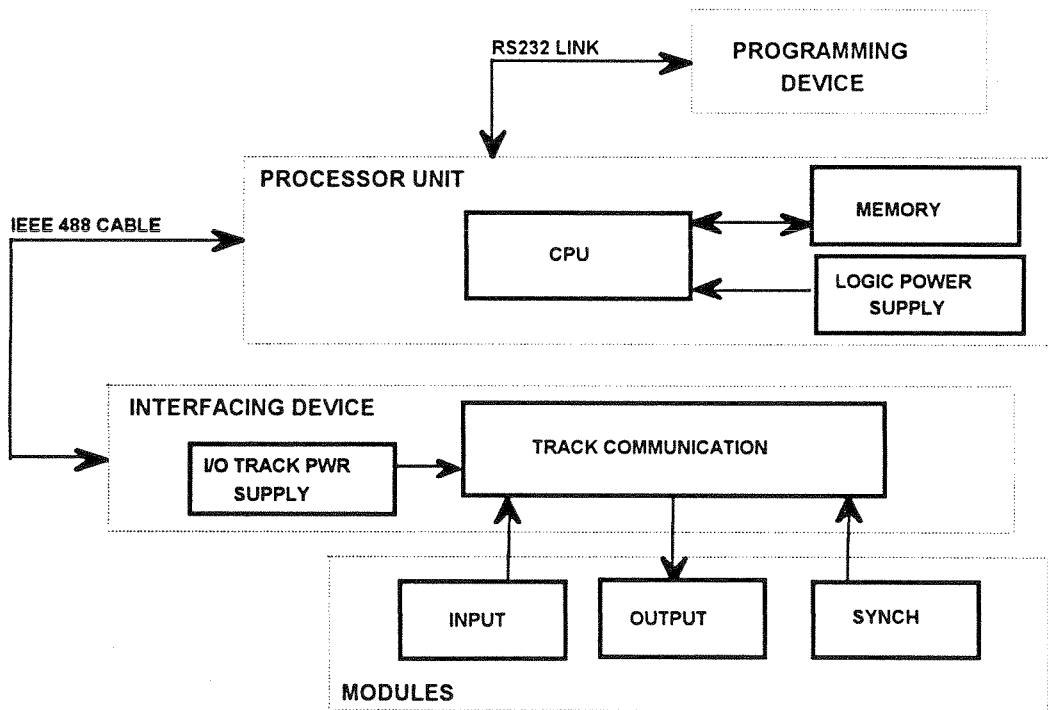 RS232 LINK
PROGRAMMING
DEVICE
PROCESSOR UNIT
IEEE 488 CABLE
CPU
MEMORY
LOGIC POWER
SUPPLY
INTERFACING DEVICE
I/O TRACK PWR
SUPPLY
TRACK COMMUNICATION
INPUT
OUTPUT
SYNCH
MODULES